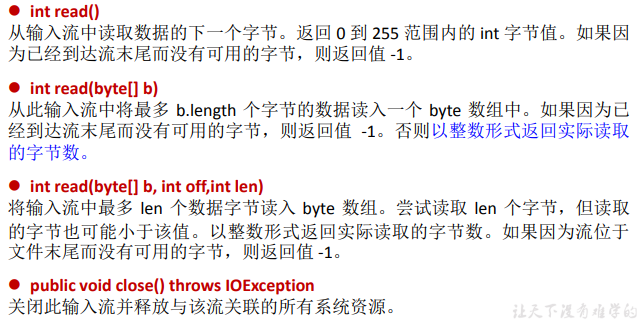 ● int read()
从输入流中读取数据的下一个字节。返回 0 到 255 范围内的 int 字节值。如果因
为已经到达流末尾而没有可用的字节，则返回值 -1。
● int read(byte[] b)
从此输入流中将最多 b.length 个字节的数据读入一个 byte 数组中。如果因为已
经到达流末尾而没有可用的字节，则返回值 -1。否则以整数形式返回实际读取
的字节数。
● int read(byte[] b, int off,int len)
将输入流中最多 len 个数据字节读入 byte 数组。尝试读取 len 个字节，但读取
的字节也可能小于该值。以整数形式返回实际读取的字节数。如果因为流位于
文件末尾而没有可用的字节，则返回值 -1。
● public void close() throws IOException
关闭此输入流并释放与该流关联的所有系统资源。
让天下没有难学的